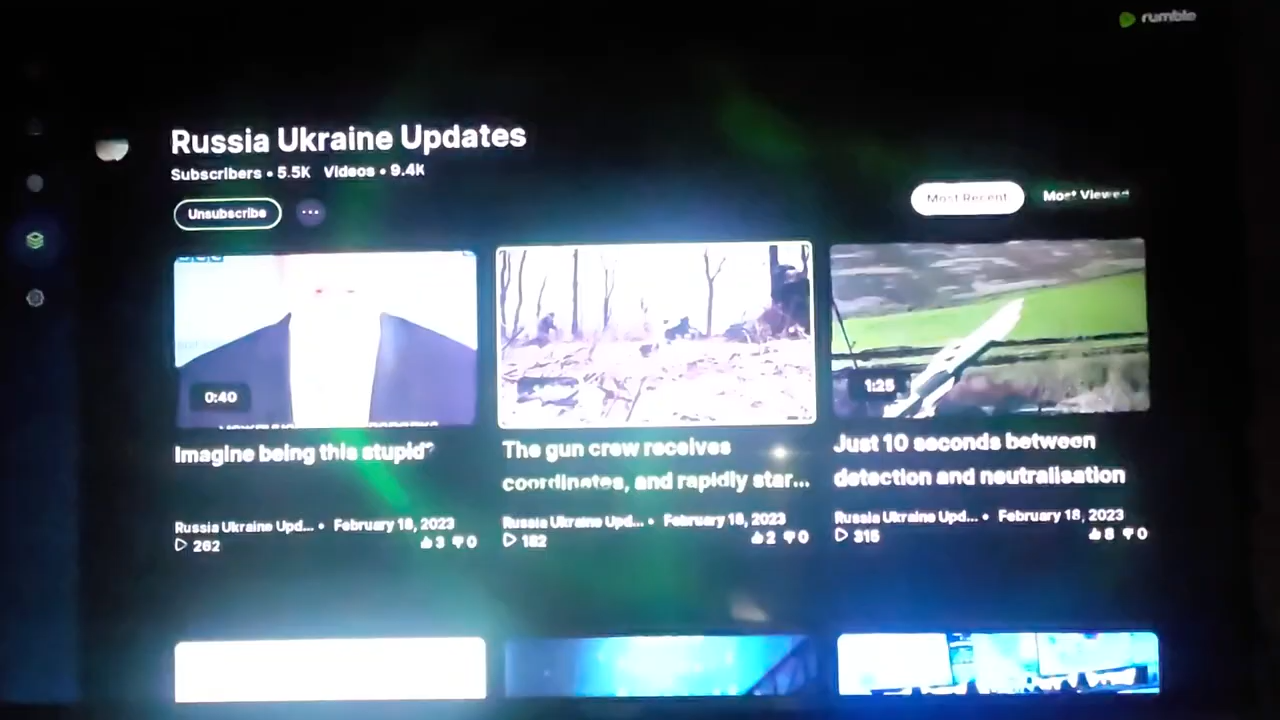 rumble
Russia Ukraine Updates
Subscribers • 5.5K Videos • 9.4K
Unsubscribe
Most Recent Most Viewed
0:40
1:25
Imagine being this stupid?
The gun crew receives
coordinates, and rapidly star...
Just 10 seconds between
detection and neutralisation
Russia Ukraine Upd... • February 18, 2023
262 3 0
Russia Ukraine Upd... • February 18, 2023
182 2 0
Russia Ukraine Upd... • February 18, 2023
315 8 0